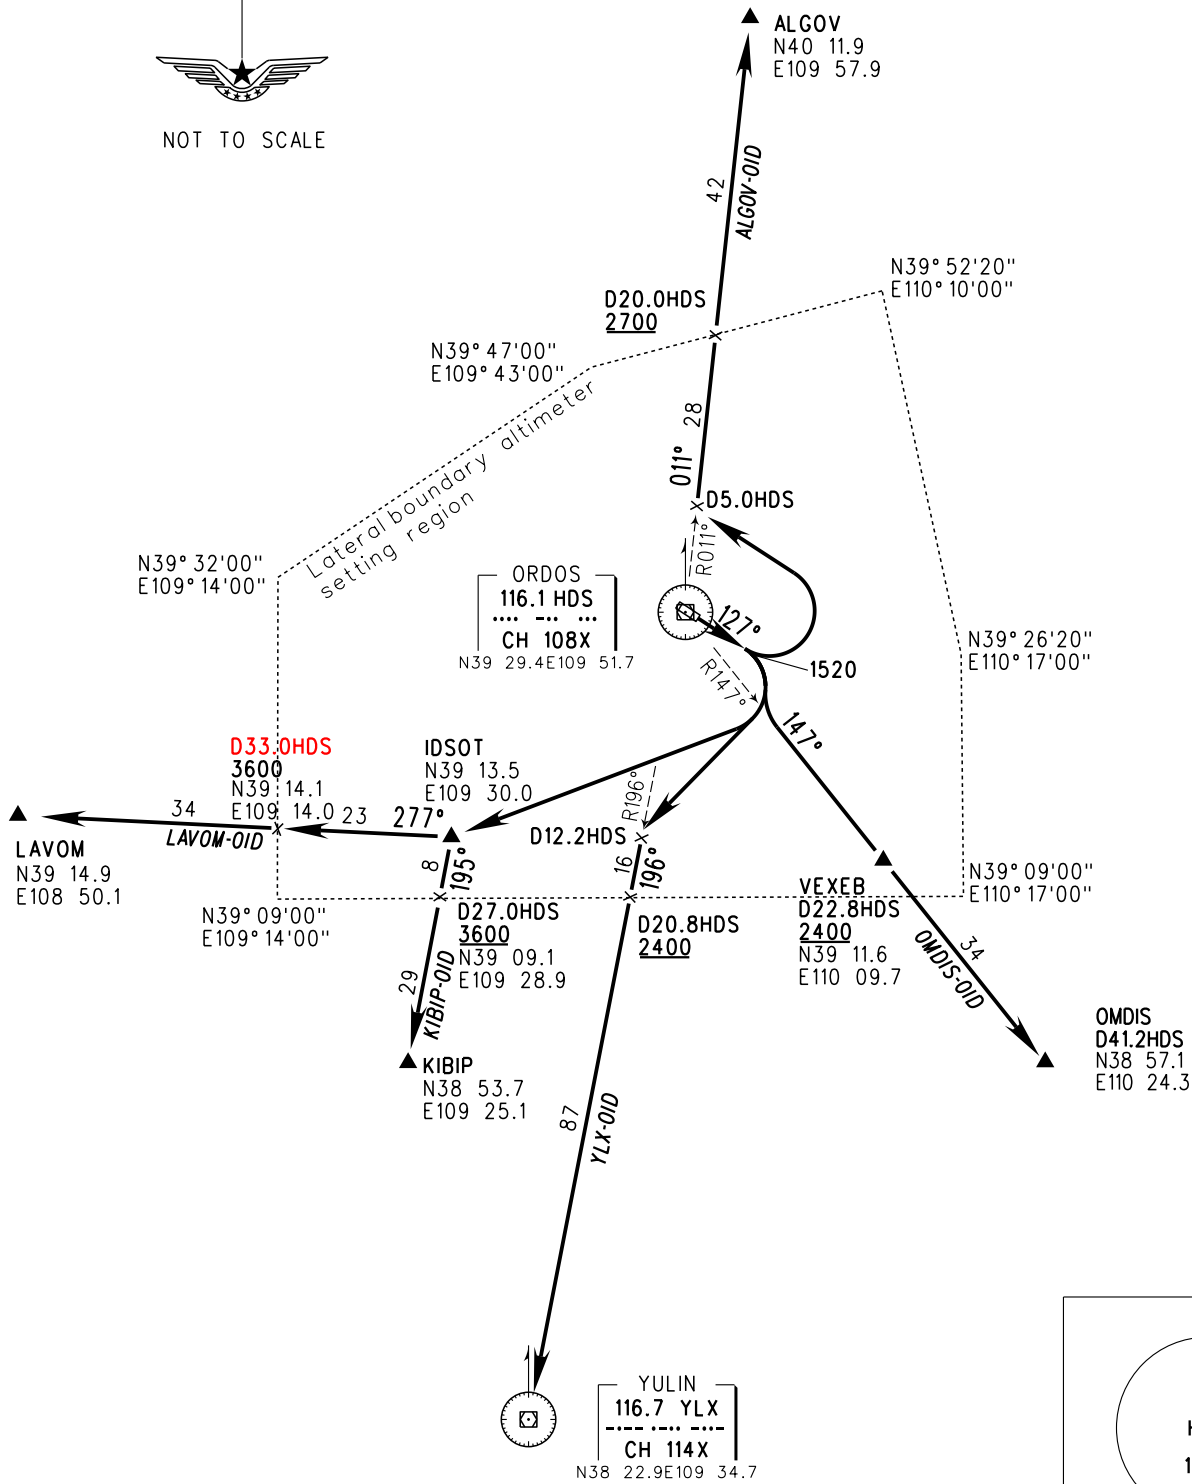 ALGOV
N40 11.9
E109 57.9
NOT TO SCALE
42
ALGOV-01D
N39°52'20"
E110°10'00"
D20.0HDS
2700
N39°47'00"
E109°43'00"
28
Lateral boundary altimeter
setting region
011°
D5.0HDS
R011°
N39°32'00"
E109°14'00"
ORDOS
116.1 HDS
CH 108X
N39 29.4E109 51.7
127°
1520
R147°
147°
N39°26'20"
E110°17'00"
D33.0HDS
3600
N39 14.1
E109 14.0
IDSOT
N39 13.5
E109 30.0
34
LAVOM-01D
23
277°
LAVOM
N39 14.9
E108 50.1
R196°
D12.2HDS
8
195°
16
196°
N39°09'00"
E109°14'00"
D27.0HDS
3600
N39 09.1
E109 28.9
D20.8HDS
2400
VEXEB
D22.8HDS
2400
N39 11.6
E110 09.7
N39°09'00"
E110°17'00"
34
OMDIS-01D
29
KIBIP-01D
KIBIP
N38 53.7
E109 25.1
OMDIS
D41.2HDS
N38 57.1
E110 24.3
87
YLX-01D
YULIN
116.7 YLX
CH 114X
N38 22.9E109 34.7